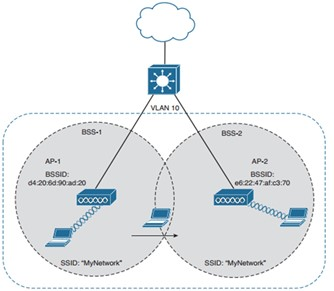 VLAN 10
BSS-1
BSS-2
AP-1
BSSID:
d4:20:6d:90:ad:20
AP-2
BSSID:
e6:22:47:af:c3:70
SSID: "MyNetwork"
SSID: "MyNetwork"